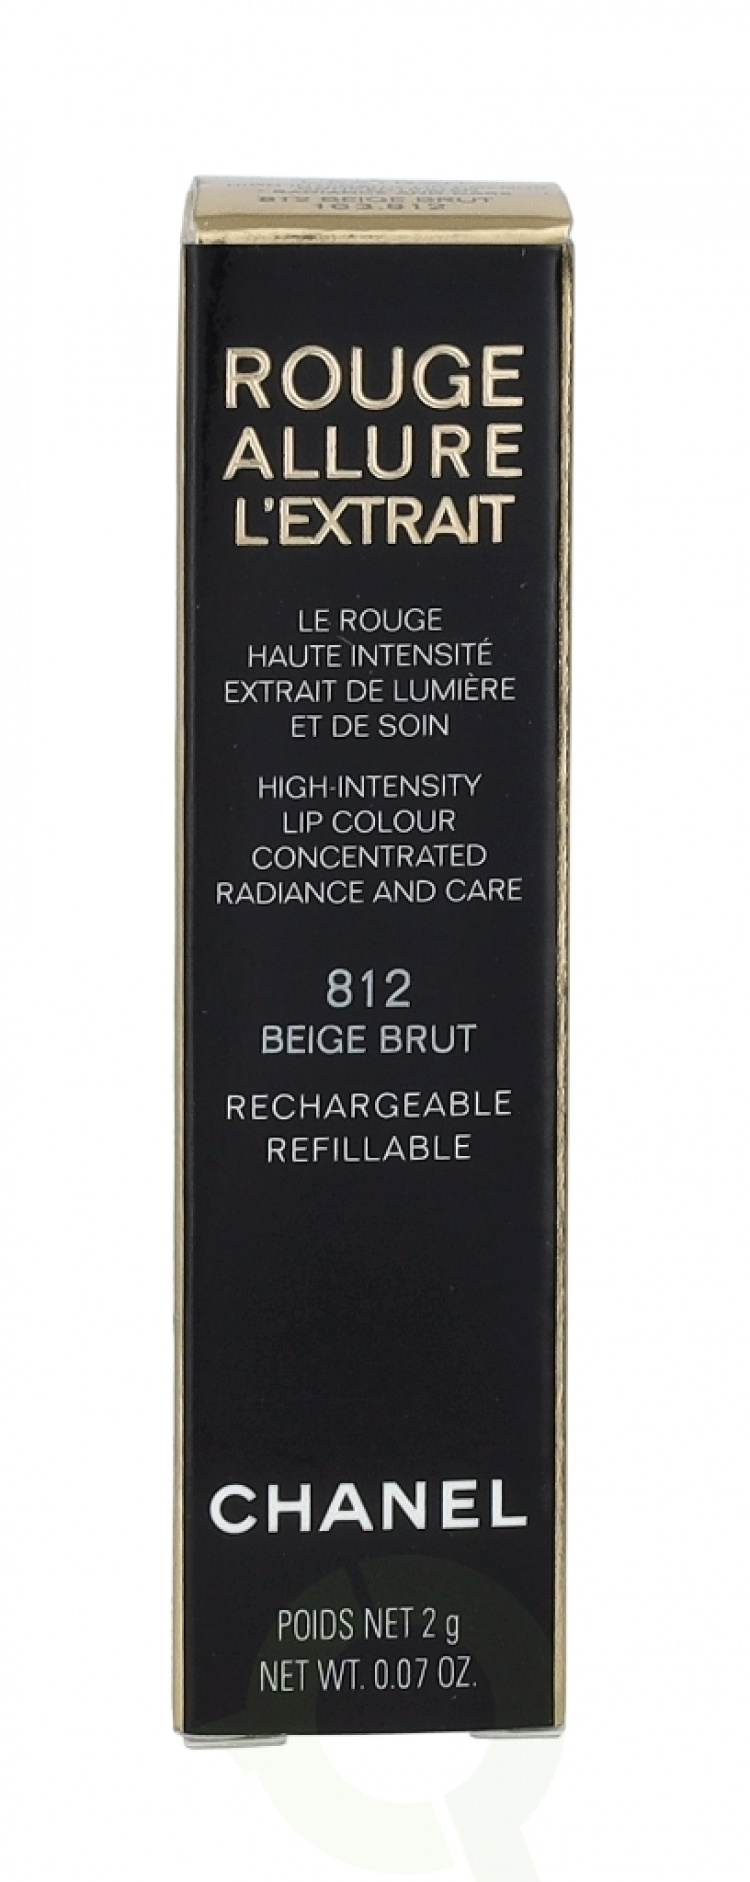 812 BEIGE BRUT
103.812
ROUGE
ALLURE
L'EXTRAIT
LE ROUGE
HAUTE INTENSITÉ
EXTRAIT DE LUMIÈRE
ET DE SOIN
HIGH-INTENSITY
LIP COLOUR
CONCENTRATED
RADIANCE AND CARE
812
BEIGE BRUT
RECHARGEABLE
REFILLABLE
CHANEL
POIDS NET 2 g
NET WT. 0.07 OZ.